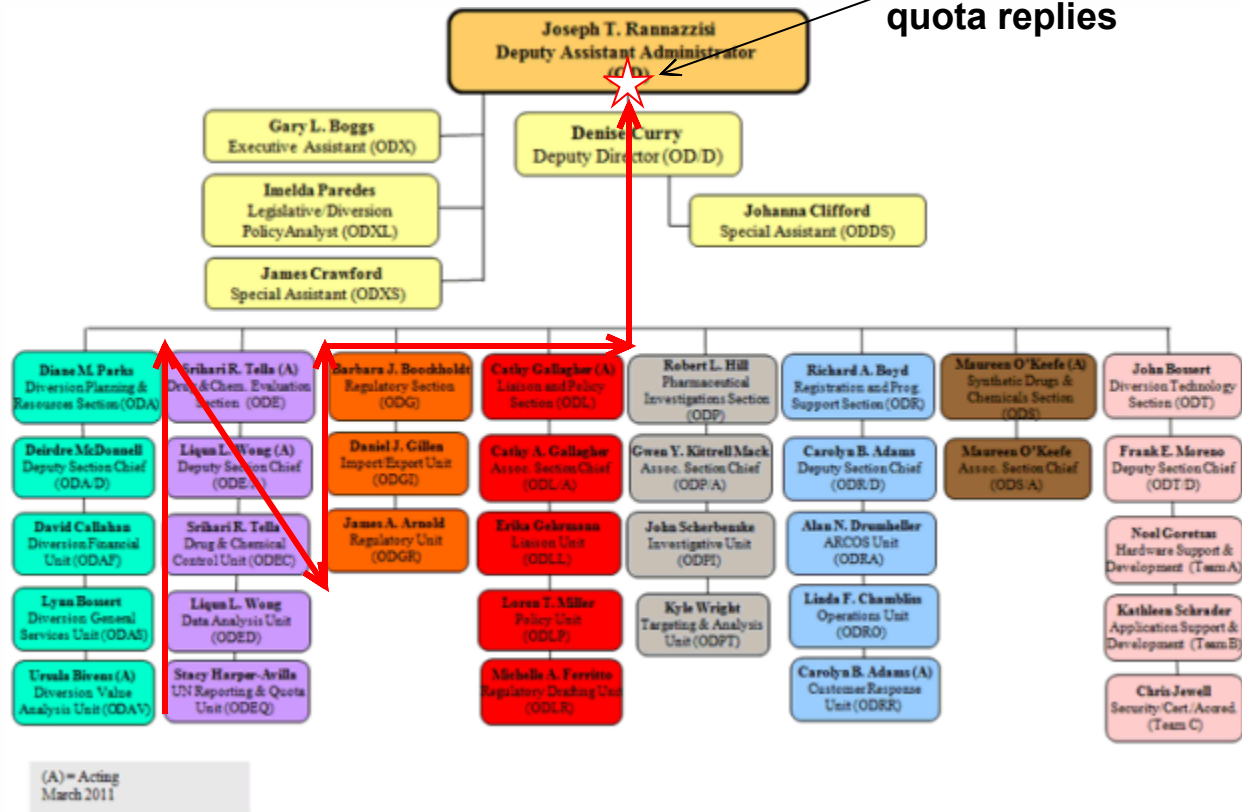 quota replies
Joseph T. Rannazzisi
Deputy Assistant Administrator
(OD)
Gary L. Boggs
Executive Assistant (ODX)
Denise Curry
Deputy Director (OD/D)
Imelda Paredes
Legislative/Diversion
Policy Analyst (ODXL)
Johanna Clifford
Special Assistant (ODDS)
James Crawford
Special Assistant (ODXS)
Diane M. Parks
Diversion Planning &
Resources Section (ODA)
Deirdre McDonnell
Deputy Section Chief
(ODA/D)
David Callahan
Diversion Financial
Unit (ODAF)
Lynn Bossert
Diversion General
Services Unit (ODAS)
Ursula Bivens (A)
Diversion Value
Analysis Unit (ODAV)
Srihari R. Tella (A)
Drug & Chem. Evaluation
Section (ODE)
Liqun L. Wong (A)
Deputy Section Chief
Srihari R. Tella
Drug & Chemical
Control Unit (ODEC)
Liqun L. Wong
Data Analysis Unit
(ODED)
Stacy Harper-Avilla
UN Reporting & Quota
Unit (ODEQ)
Barbara J. Boockholdt
Regulatory Section
(ODG)
Daniel J. Gillen
Import/Export Unit
(ODGI)
James A. Arnold
Regulatory Unit
(ODGR)
Cathy Gallagher (A)
Liaison and Policy
Section (ODL)
Cathy A. Gallagher
Assoc. Section Chief
(ODL/A)
Erika Gehrmann
Liaison Unit
(ODLL)
Loren T. Miller
Policy Unit
(ODLP)
Michelle A. Ferritto
Regulatory Drafting Unit
(ODLR)
Robert L. Hill
Pharmaceutical
Investigations Section
(ODP)
Gwen Y. Kittrell Mack
Assoc. Section Chief
(ODP/A)
John Scherbenske
Investigative Unit
(ODPI)
Kyle Wright
Targeting & Analysis
Unit (ODPT)
Richard A. Boyd
Registration and Prog.
Support Section (ODR)
Carolyn B. Adams
Deputy Section Chief
(ODR/D)
Alan N. Drumheller
ARCOS Unit
(ODRA)
Linda F. Chambliss
Operations Unit
(ODRO)
Carolyn B. Adams (A)
Customer Response
Unit (ODRR)
Maureen O'Keefe (A)
Synthetic Drugs &
Chemicals Section
(ODS)
Maureen O'Keefe
Assoc. Section Chief
(ODS/A)
John Bossert
Diversion Technology
Section (ODT)
Frank E. Moreno
Deputy Section Chief
(ODT/D)
Noel Goretsas
Hardware Support &
Development (Team A)
Kathleen Schrader
Application Support &
Development (Team B)
Chris Jewell
Security/Cert./Accred.
(Team C)
(A) = Acting
March 2011